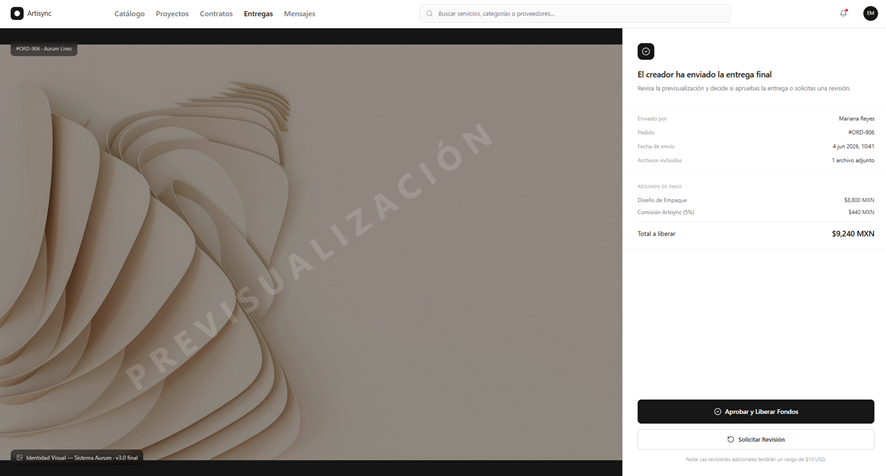 Artisync
Catálogo Proyectos Contratos Entregas Mensajes
Buscar servicios, categorías o proveedores...
EM
#ORD-906 · Aurum Lines
PREVISUALIZACIÓN
Identidad Visual — Sistema Aurum · v3.0 final
El creador ha enviado la entrega final
Revisa la previsualización y decide si apruebas la entrega o solicitas una revisión.
Enviado por Mariana Reyes
Pedido #ORD-906
Fecha de envío 4 jun 2026, 10:41
Archivos incluidos 1 archivo adjunto
RESUMEN DE PAGO
Diseño de Empaque $8,800 MXN
Comisión Artisync (5%) $440 MXN
Total a liberar $9,240 MXN
Aprobar y Liberar Fondos
Solicitar Revisión
Nota: Las revisiones adicionales tendrán un cargo de $10 USD.